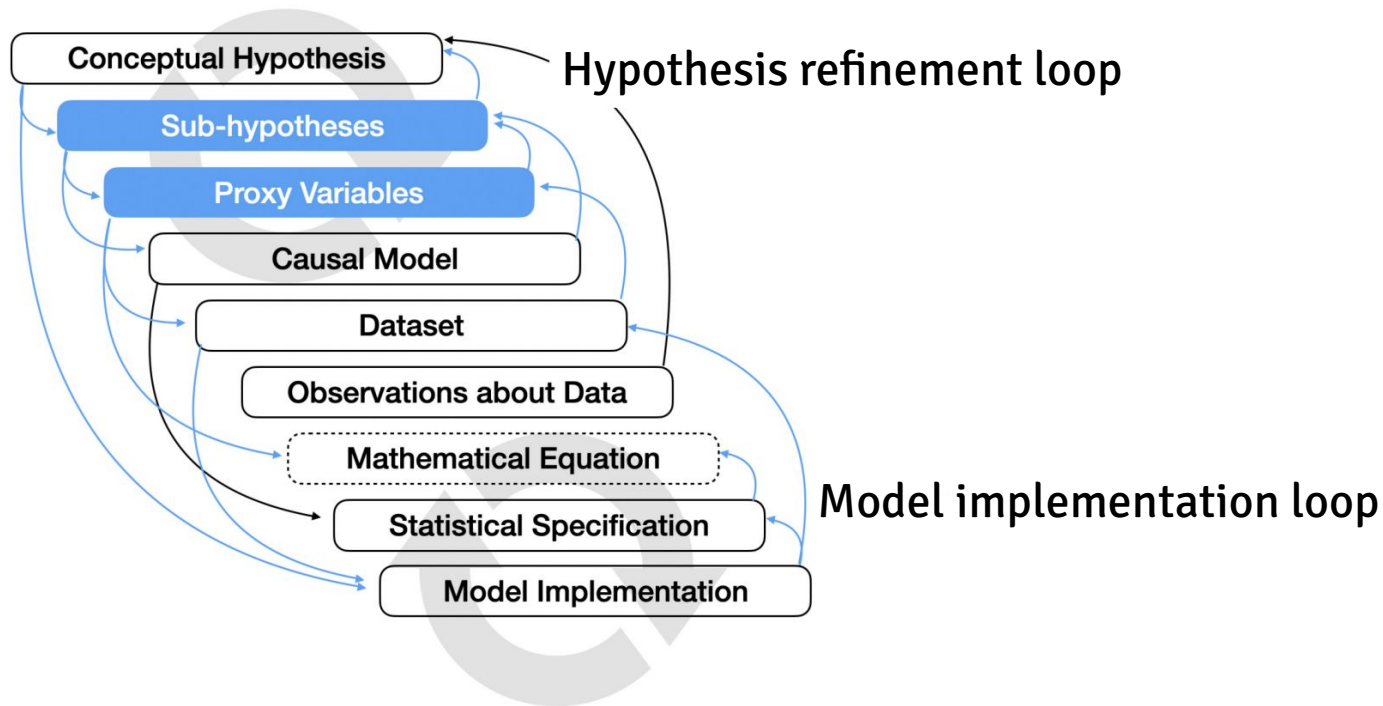 Conceptual Hypothesis
Hypothesis refinement loop
Sub-hypotheses
Proxy Variables
Causal Model
Dataset
Observations about Data
Mathematical Equation
Model implementation loop
Statistical Specification
Model Implementation